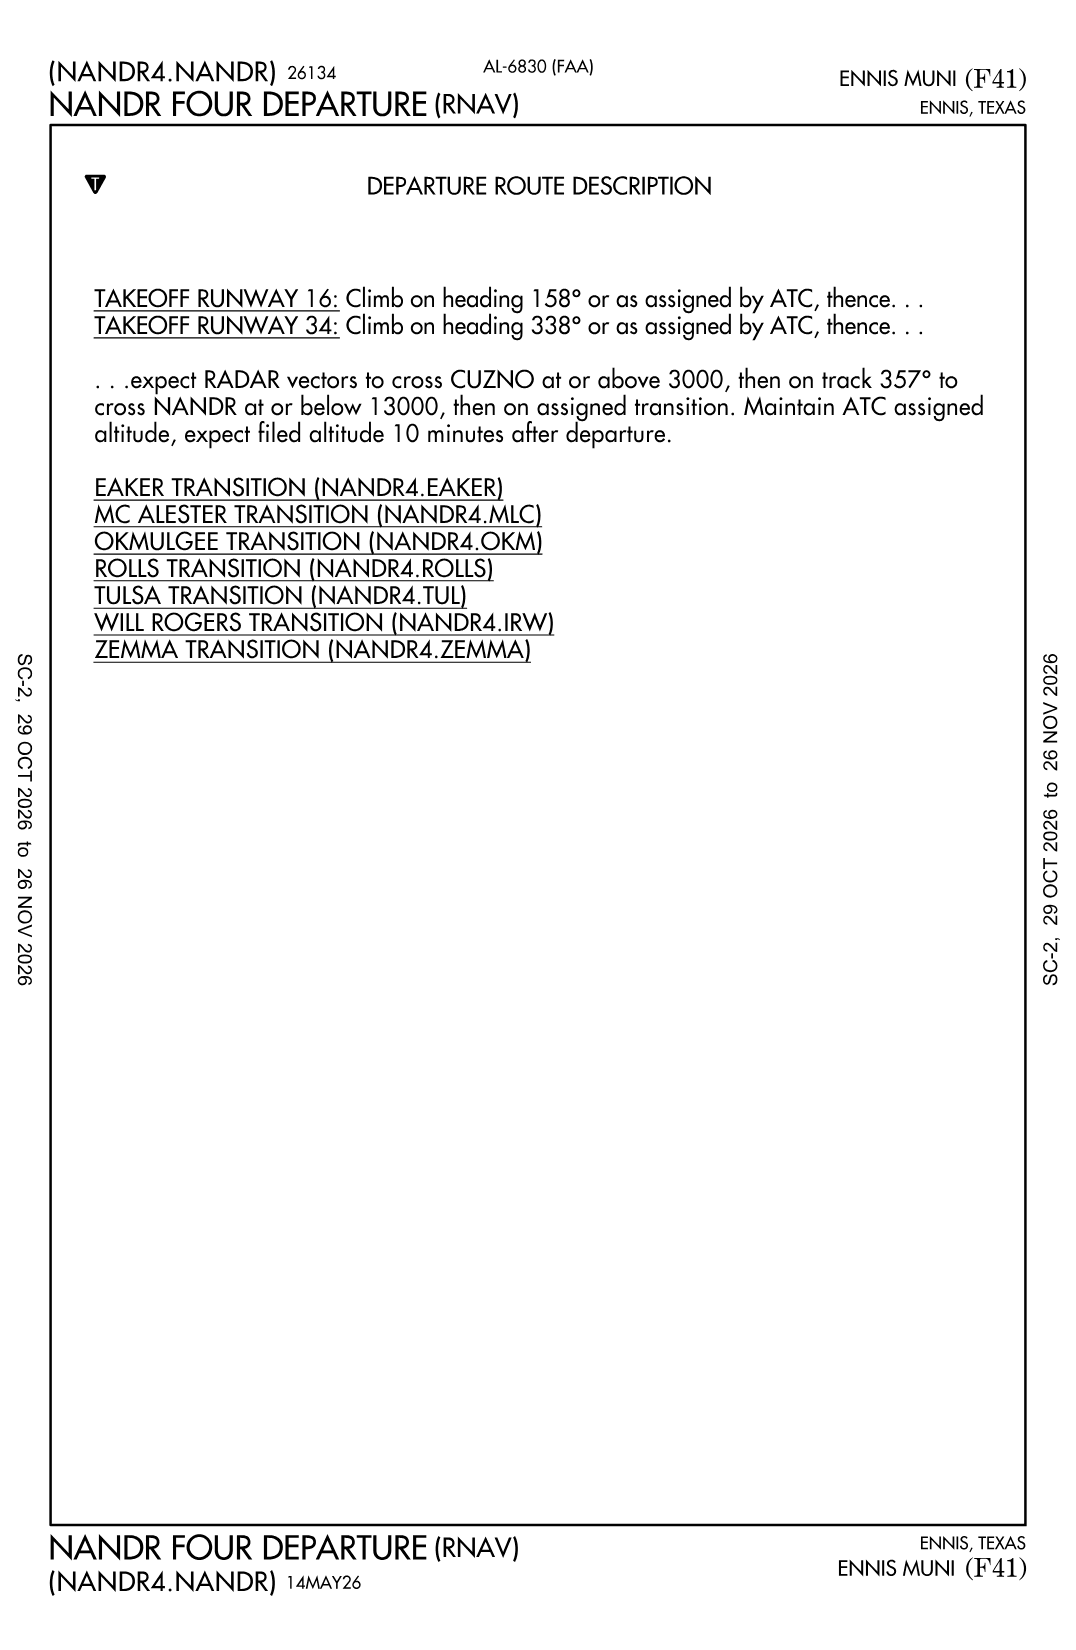 (NANDR4.NANDR) 26134
AL-6830 (FAA)
ENNIS MUNI (F41)
NANDR FOUR DEPARTURE (RNAV)
ENNIS, TEXAS
T
DEPARTURE ROUTE DESCRIPTION
TAKEOFF RUNWAY 16: Climb on heading 158° or as assigned by ATC, thence. . .
TAKEOFF RUNWAY 34: Climb on heading 338° or as assigned by ATC, thence. . .
. . .expect RADAR vectors to cross CUZNO at or above 3000, then on track 357° to
cross NANDR at or below 13000, then on assigned transition. Maintain ATC assigned
altitude, expect filed altitude 10 minutes after departure.
EAKER TRANSITION (NANDR4.EAKER)
MC ALESTER TRANSITION (NANDR4.MLC)
OKMULGEE TRANSITION (NANDR4.OKM)
ROLLS TRANSITION (NANDR4.ROLLS)
TULSA TRANSITION (NANDR4.TUL)
WILL ROGERS TRANSITION (NANDR4.IRW)
ZEMMA TRANSITION (NANDR4.ZEMMA)
SC-2, 29 OCT 2026 to 26 NOV 2026
SC-2, 29 OCT 2026 to 26 NOV 2026
NANDR FOUR DEPARTURE (RNAV)
ENNIS, TEXAS
(NANDR4.NANDR) 14MAY26
ENNIS MUNI (F41)